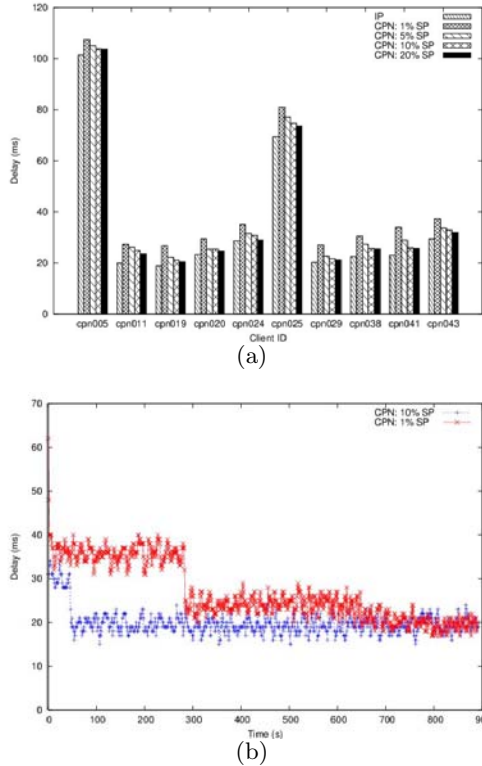 120
100
80
60
40
20
0
Delay (ms)
IP
CPN: 1% SP
CPN: 5% SP
CPN: 10% SP
CPN: 20% SP
cpn005 cpn011 cpn019 cpn020 cpn024 cpn025 cpn029 cpn038 cpn041 cpn043
Client ID
(a)
70
60
50
40
30
20
10
0
Delay (ms)
CPN: 10% SP
CPN: 1% SP
0 100 200 300 400 500 600 700 800 90
Time (s)
(b)